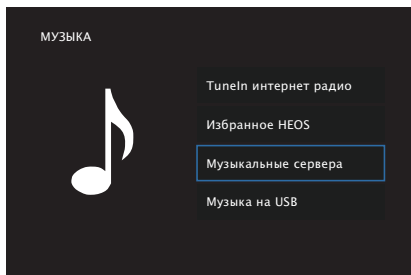 МУЗЫКА
TuneIn интернет радио
Избранное HEOS
Музыкальные сервера
Музыка на USB